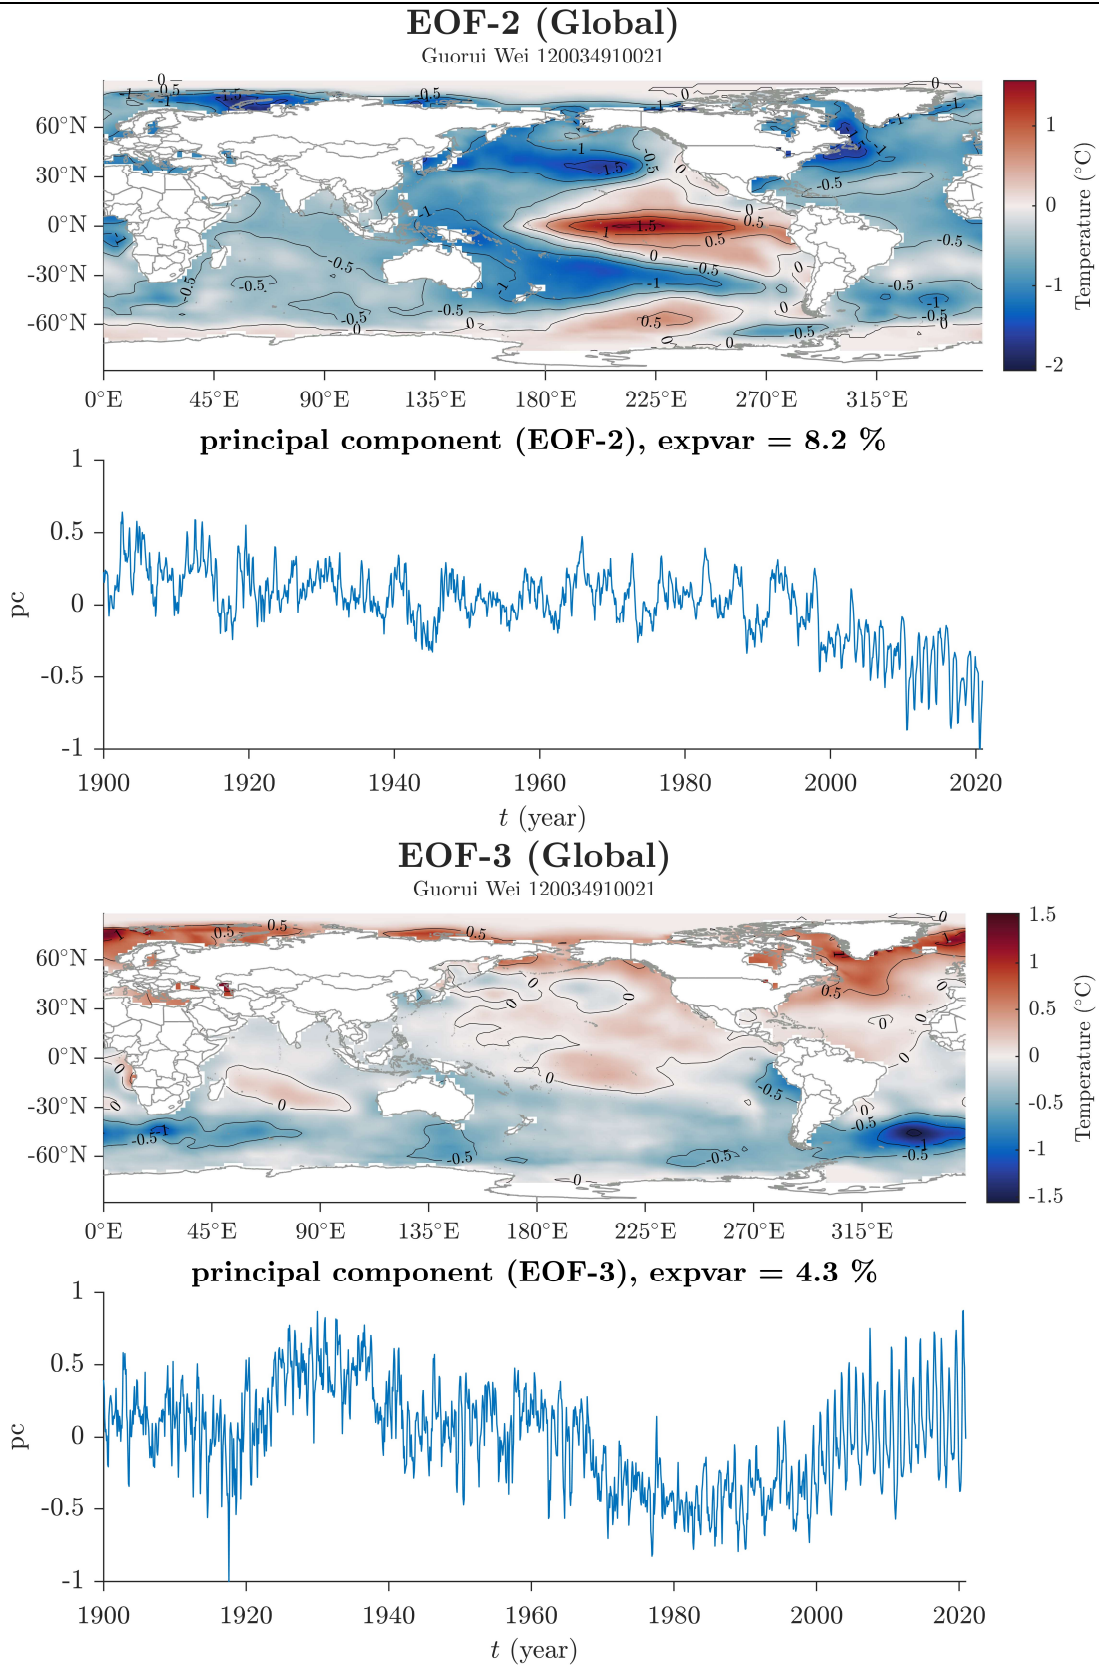 EOF-2 (Global)
Guorui Wei 120034910021
60°N
30°N
0°N
-30°N
-60°N
0°E 45°E 90°E 135°E 180°E 225°E 270°E 315°E
1
0
-1
-2
Temperature (°C)
principal component (EOF-2), expvar = 8.2 %
1
0.5
0
-0.5
-1
pc
1900 1920 1940 1960 1980 2000 2020
t (year)
EOF-3 (Global)
Guorui Wei 120034910021
60°N
30°N
0°N
-30°N
-60°N
0°E 45°E 90°E 135°E 180°E 225°E 270°E 315°E
1.5
1
0.5
0
-0.5
-1
-1.5
Temperature (°C)
principal component (EOF-3), expvar = 4.3 %
1
0.5
0
-0.5
-1
pc
1900 1920 1940 1960 1980 2000 2020
t (year)